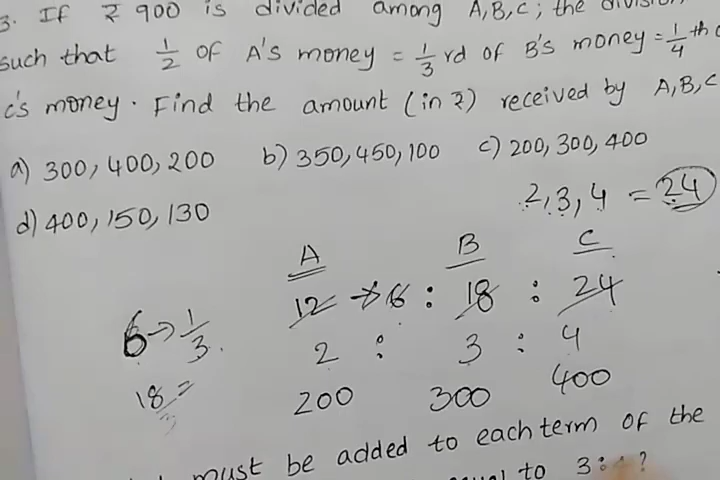 3. If ₹ 900 is divided among A,B,C; the division
such that 1/2 of A's money = 1/3 rd of B's money = 1/4 th
c's money. Find the amount (in ₹) received by A,B,C
a) 300, 400, 200 b) 350, 450, 100 c) 200, 300, 400
d) 400, 150, 130
2, 3, 4 = 24
A B C
12 → 6 : 18 : 24
6 → 1/3.
2 : 3 : 4
18 =
200 300 400
must be added to each term of the
to 3: